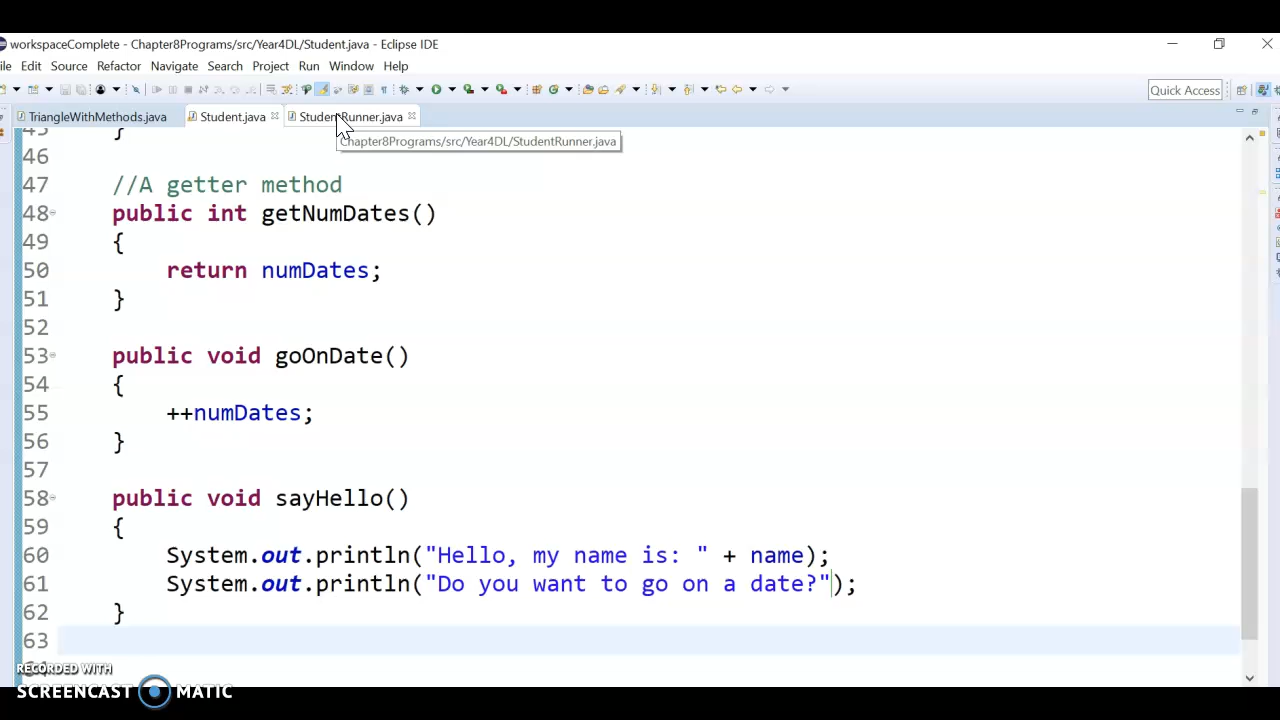 workspaceComplete - Chapter8Programs/src/Year4DL/Student.java - Eclipse IDE
Edit Source Refactor Navigate Search Project Run Window Help
Quick Access
TriangleWithMethods.java Student.java StudentRunner.java
Chapter8Programs/src/Year4DL/StudentRunner.java
45 }
46
47 //A getter method
48 public int getNumDates()
49 {
50 return numDates;
51 }
52
53 public void goOnDate()
54 {
55 ++numDates;
56 }
57
58 public void sayHello()
59 {
60 System.out.println("Hello, my name is: " + name);
61 System.out.println("Do you want to go on a date?");
62 }
63
RECORDED WITH
SCREENCAST MATIC